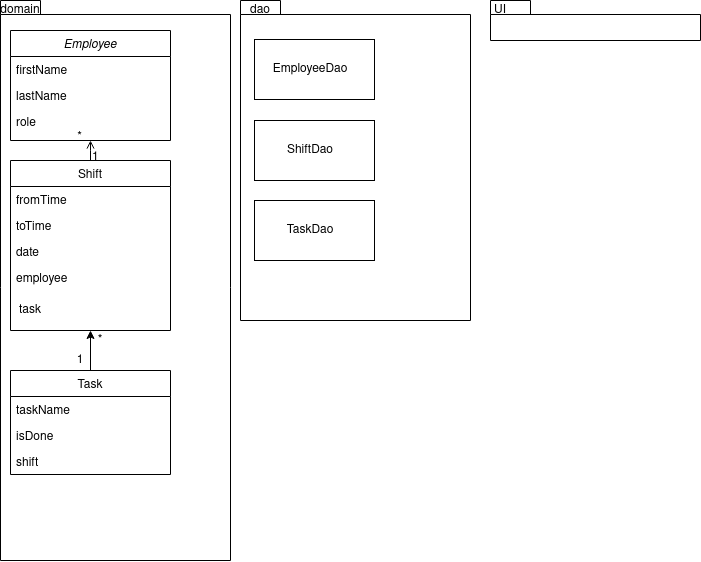 domain
Employee
firstName
lastName
role
*
1
Shift
fromTime
toTime
date
employee
task
*
1
Task
taskName
isDone
shift
dao
EmployeeDao
ShiftDao
TaskDao
UI